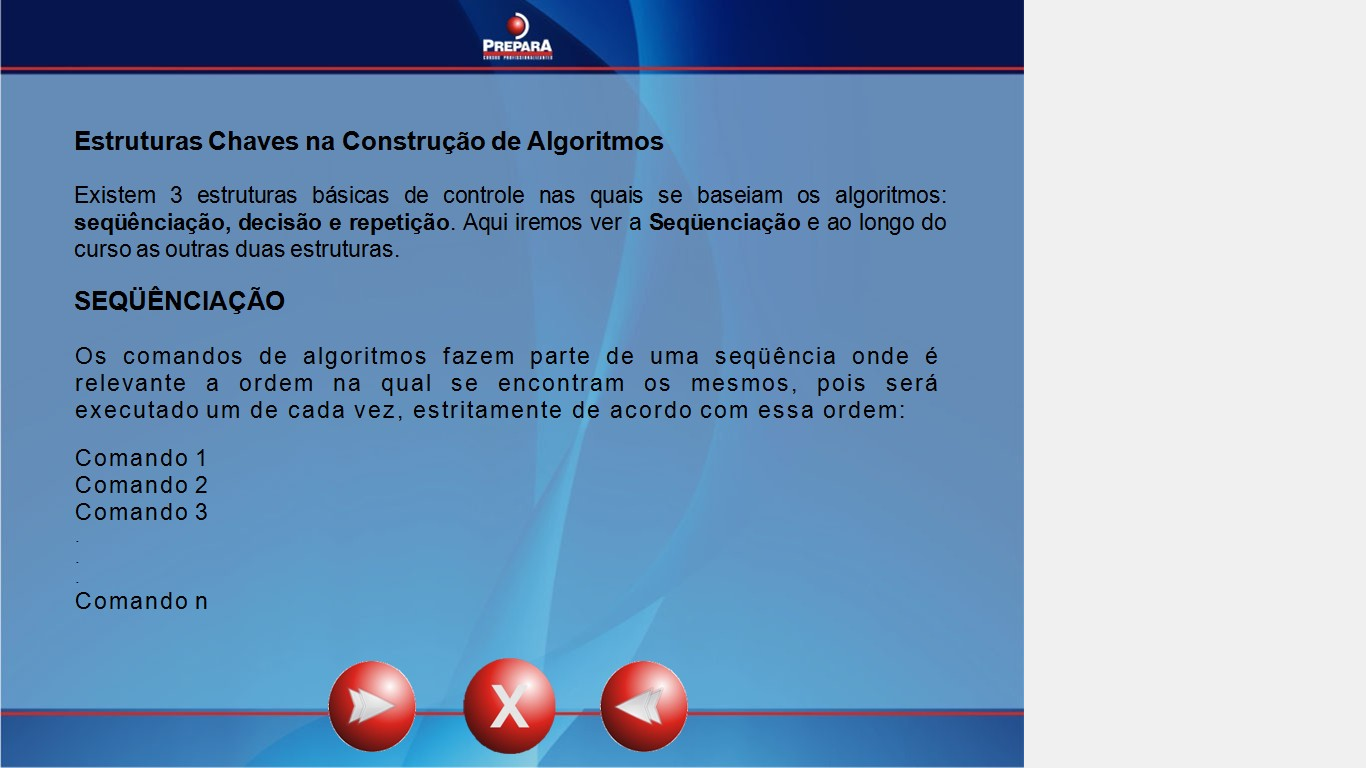 PREPARA
CURSOS PROFISSIONALIZANTES
Estruturas Chaves na Construção de Algoritmos
Existem 3 estruturas básicas de controle nas quais se baseiam os algoritmos:
seqüênciação, decisão e repetição. Aqui iremos ver a Seqüenciação e ao longo do
curso as outras duas estruturas.
SEQÜÊNCIAÇÃO
Os comandos de algoritmos fazem parte de uma seqüência onde é
relevante a ordem na qual se encontram os mesmos, pois será
executado um de cada vez, estritamente de acordo com essa ordem:
Comando 1
Comando 2
Comando 3
.
.
.
Comando n
X